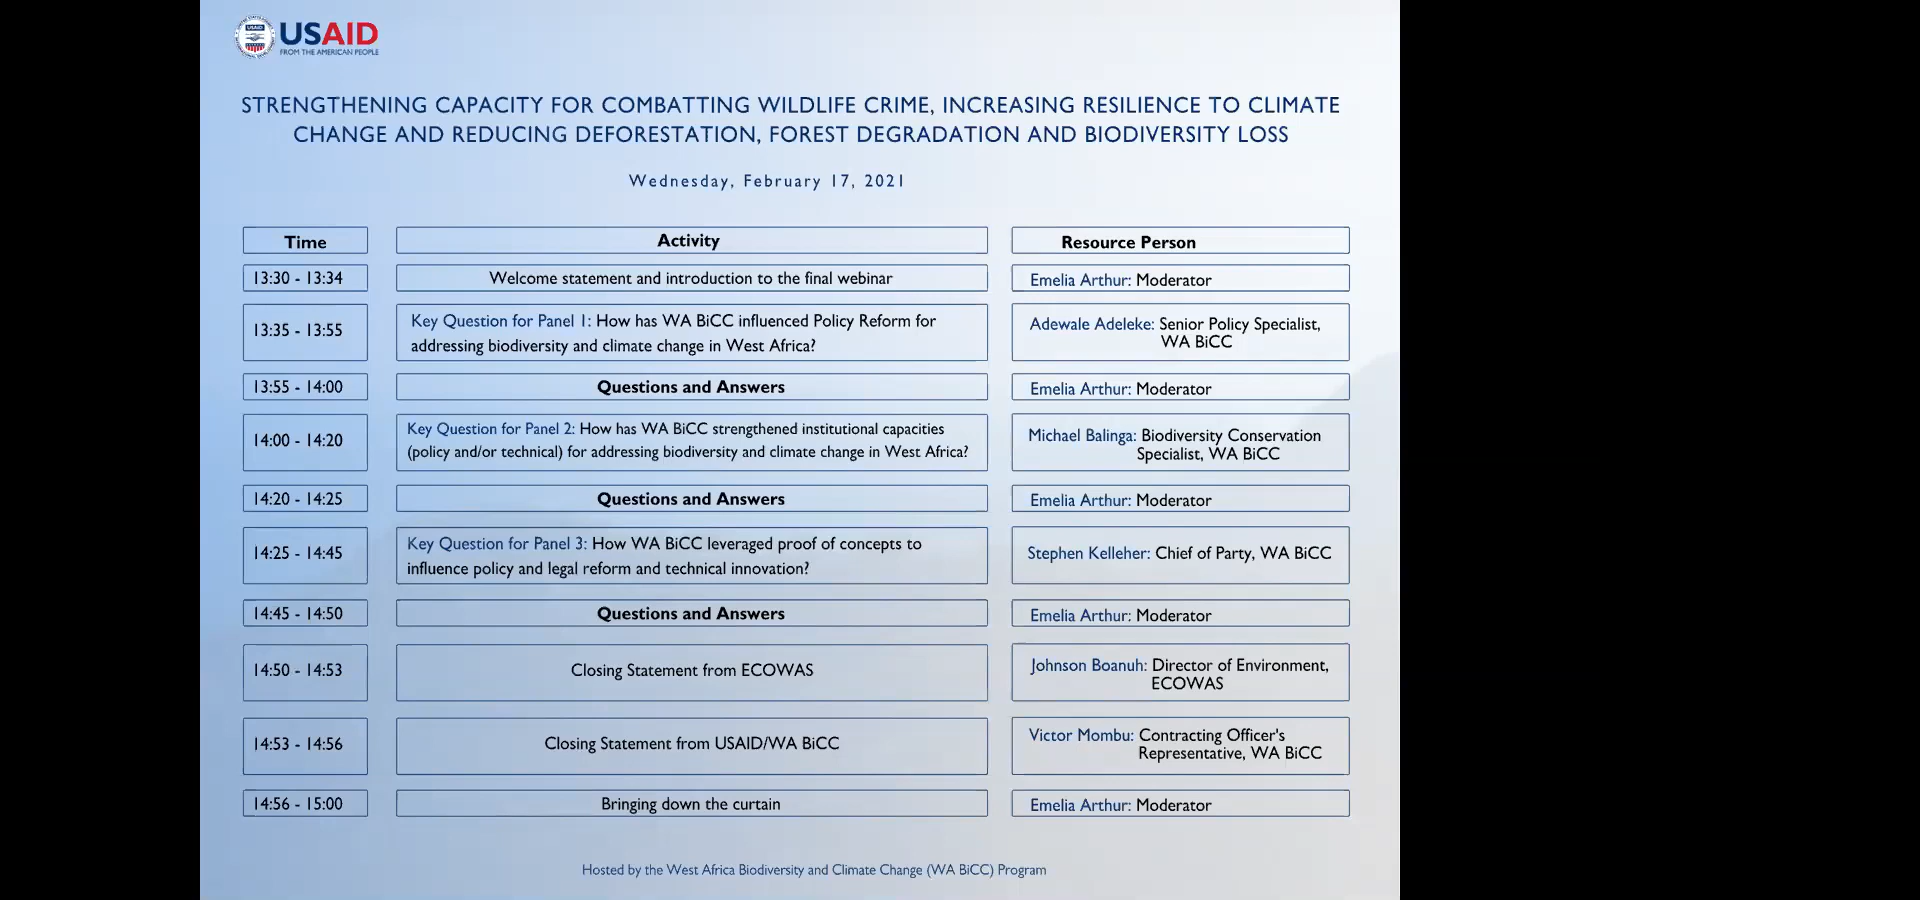 USAID
FROM THE AMERICAN PEOPLE
STRENGTHENING CAPACITY FOR COMBATTING WILDLIFE CRIME, INCREASING RESILIENCE TO CLIMATE
CHANGE AND REDUCING DEFORESTATION, FOREST DEGRADATION AND BIODIVERSITY LOSS
Wednesday, February 17, 2021
Time
Activity
Resource Person
13:30 - 13:34
Welcome statement and introduction to the final webinar
Emelia Arthur: Moderator
13:35 - 13:55
Key Question for Panel 1: How has WA BiCC influenced Policy Reform for
addressing biodiversity and climate change in West Africa?
Adewale Adeleke: Senior Policy Specialist,
WA BiCC
13:55 - 14:00
Questions and Answers
Emelia Arthur: Moderator
14:00 - 14:20
Key Question for Panel 2: How has WA BiCC strengthened institutional capacities
(policy and/or technical) for addressing biodiversity and climate change in West Africa?
Michael Balinga: Biodiversity Conservation
Specialist, WA BiCC
14:20 - 14:25
Questions and Answers
Emelia Arthur: Moderator
14:25 - 14:45
Key Question for Panel 3: How WA BiCC leveraged proof of concepts to
influence policy and legal reform and technical innovation?
Stephen Kelleher: Chief of Party, WA BiCC
14:45 - 14:50
Questions and Answers
Emelia Arthur: Moderator
14:50 - 14:53
Closing Statement from ECOWAS
Johnson Boanuh: Director of Environment,
ECOWAS
14:53 - 14:56
Closing Statement from USAID/WA BiCC
Victor Mombu: Contracting Officer's
Representative, WA BiCC
14:56 - 15:00
Bringing down the curtain
Emelia Arthur: Moderator
Hosted by the West Africa Biodiversity and Climate Change (WA BiCC) Program